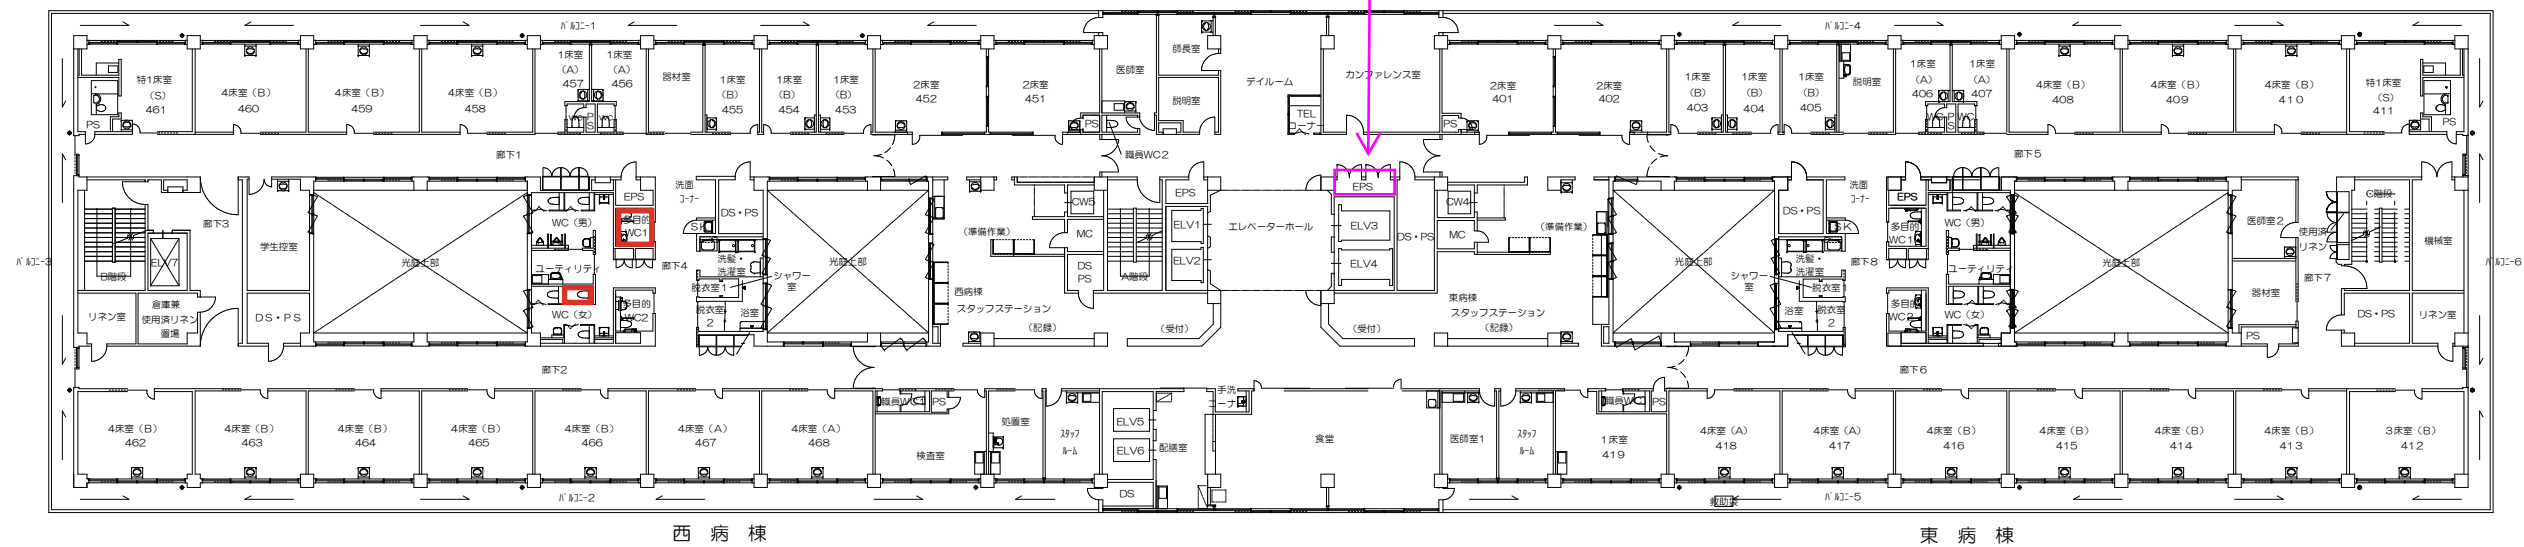 バルコニー1
バルコニー4
特1床室
(S)
461
4床室 (B)
460
4床室 (B)
459
4床室 (B)
458
1床室
(A)
457
1床室
(A)
456
器材室
1床室
(B)
455
1床室
(B)
454
1床室
(B)
453
2床室
452
2床室
451
医師室
師長室
説明室
デイルーム
TEL
コーナー
カンファレンス室
2床室
401
2床室
402
1床室
(B)
403
1床室
(B)
404
1床室
(B)
405
説明室
1床室
(A)
406
1床室
(A)
407
4床室 (B)
408
4床室 (B)
409
4床室 (B)
410
特1床室
(S)
411
PS
WC
PS
WC
PS
PS
WC
PS
WC
PS
廊下1
職員WC2
廊下5
バルコニー3
B階段
ELV7
廊下3
リネン室
倉庫兼
使用済リネン
置場
学生控室
DS・PS
光庭上部
WC (男)
ユーティリティ
WC (女)
EPS
多目的
WC1
多目的
WC2
廊下4
洗面
コーナー
DS・PS
SK
洗髪・
洗濯室
脱衣室1
シャワー
室
脱衣室
2
浴室
光庭上部
(準備作業)
西病棟
スタッフステーション
(記録)
CW5
MC
DS
PS
A階段
(受付)
EPS
ELV1
ELV2
エレベーターホール
EPS
ELV3
ELV4
DS・PS
(受付)
CW4
MC
(準備作業)
東病棟
スタッフステーション
(記録)
光庭上部
DS・PS
洗面
コーナー
SK
洗髪・
洗濯室
シャワー
室
脱衣室1
浴室
脱衣室
2
廊下8
EPS
多目的
WC1
多目的
WC2
WC (男)
ユーティリティ
WC (女)
光庭上部
医師室2
器材室
PS
使用済
リネン
廊下7
C階段
機械室
DS・PS
リネン室
バルコニー6
廊下2
廊下6
4床室 (B)
462
4床室 (B)
463
4床室 (B)
464
4床室 (B)
465
4床室 (B)
466
4床室 (A)
467
4床室 (A)
468
職員WC1
PS
検査室
処置室
スタッフ
ルーム
ELV5
ELV6
DS
配膳室
手洗
コーナー
食堂
医師室1
スタッフ
ルーム
職員WC
PS
1床室
419
4床室 (A)
418
4床室 (A)
417
4床室 (B)
416
4床室 (B)
415
4床室 (B)
414
4床室 (B)
413
3床室 (B)
412
バルコニー2
救助袋
バルコニー5
西 病 棟
東 病 棟